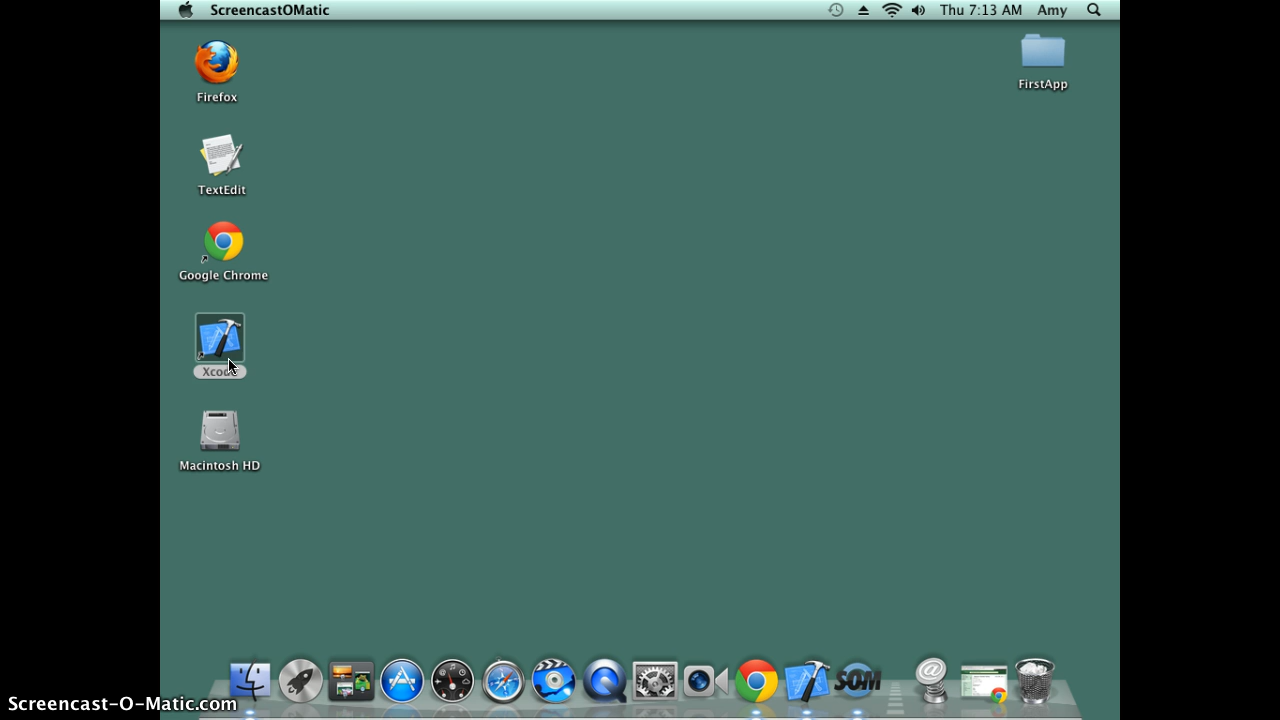 ScreencastOMatic
Thu 7:13 AM Amy
Firefox
FirstApp
TextEdit
Google Chrome
Macintosh HD
SOM
Screencast-O-Matic.com